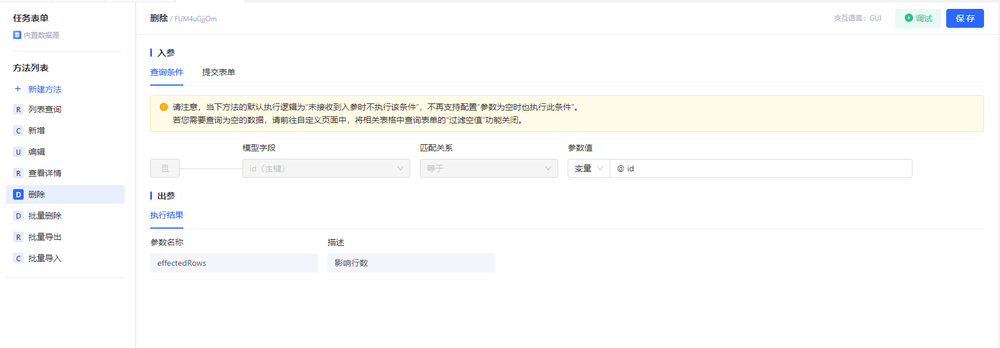 任务表单
内置数据源
方法列表
+ 新建方法
R 列表查询
C 新增
U 编辑
R 查看详情
D 删除
D 批量删除
R 批量导出
C 批量导入
删除 / FUM4uGjjOm
交互语言：GUI
调试
保 存
入参
查询条件 提交表单
请注意，当下方法的默认执行逻辑为“未接收到入参时不执行该条件”，不再支持配置“参数为空时也执行此条件”。
若您需要查询为空的数据，请前往自定义页面中，将相关表格中查询表单的“过滤空值”功能关闭。
模型字段 匹配关系 参数值
且 id（主键） 等于 变量 @ id
出参
执行结果
参数名称 描述
effectedRows 影响行数